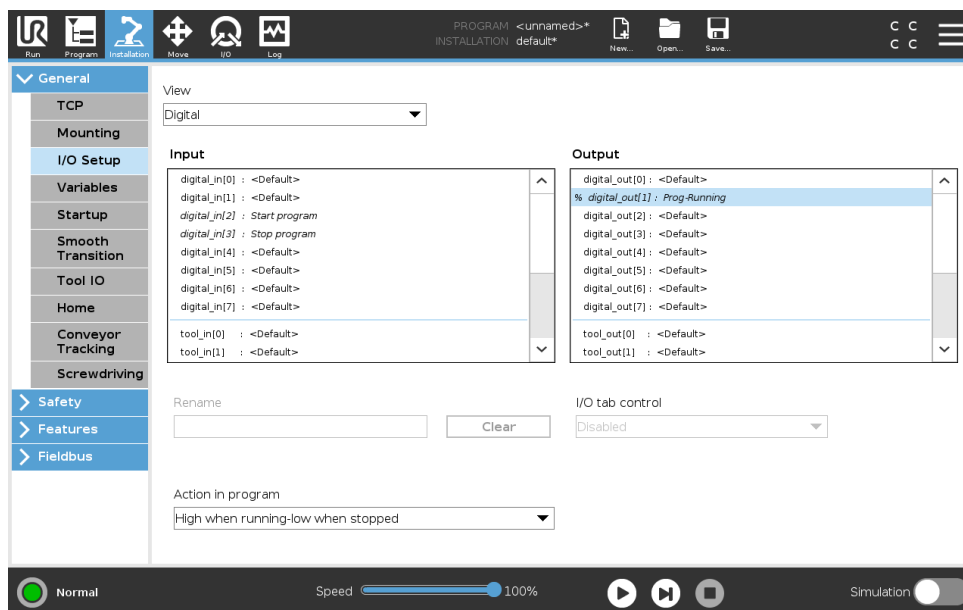 PROGRAM <unnamed>*
INSTALLATION default*
C C
C C
Run
Program
Installation
Move
I/O
Log
New...
Open...
Save...
General
TCP
Mounting
I/O Setup
Variables
Startup
Smooth
Transition
Tool IO
Home
Conveyor
Tracking
Screwdriving
Safety
Features
Fieldbus
View
Digital
Input
digital_in[0] : <Default>
digital_in[1] : <Default>
digital_in[2] : Start program
digital_in[3] : Stop program
digital_in[4] : <Default>
digital_in[5] : <Default>
digital_in[6] : <Default>
digital_in[7] : <Default>
tool_in[0] : <Default>
tool_in[1] : <Default>
Output
digital_out[0] : <Default>
% digital_out[1] : Prog-Running
digital_out[2] : <Default>
digital_out[3] : <Default>
digital_out[4] : <Default>
digital_out[5] : <Default>
digital_out[6] : <Default>
digital_out[7] : <Default>
tool_out[0] : <Default>
tool_out[1] : <Default>
Rename
Clear
I/O tab control
Disabled
Action in program
High when running-low when stopped
Normal
Speed 100%
Simulation